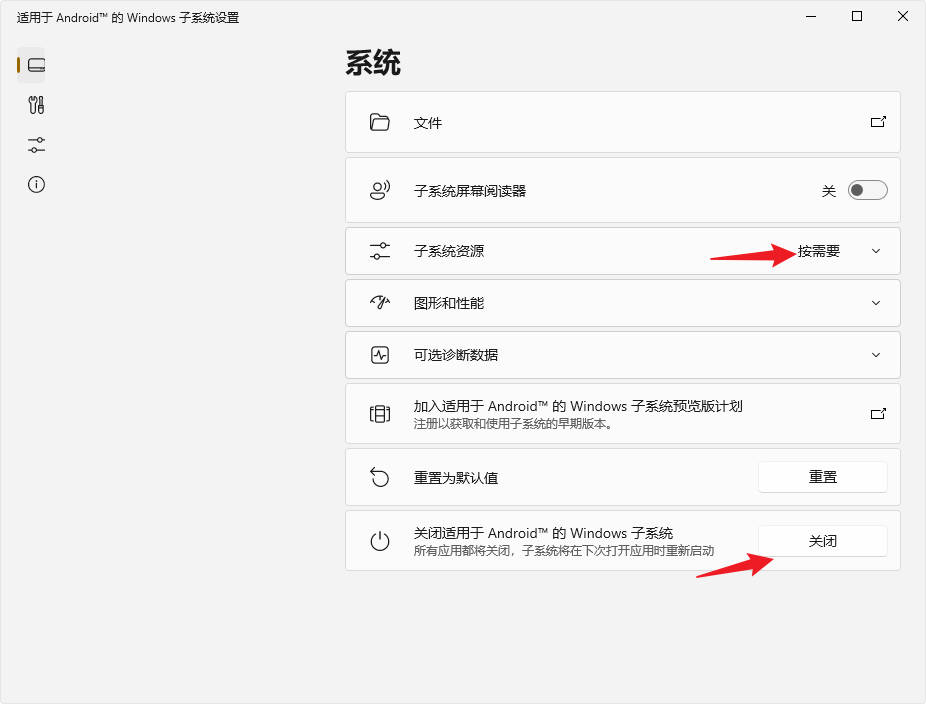 适用于 Android™ 的 Windows 子系统设置
系统
文件
子系统屏幕阅读器
关
子系统资源
按需要
图形和性能
可选诊断数据
加入适用于 Android™ 的 Windows 子系统预览版计划
注册以获取和使用子系统的早期版本。
重置为默认值
重置
关闭适用于 Android™ 的 Windows 子系统
所有应用都将关闭，子系统将在下次打开应用时重新启动
关闭